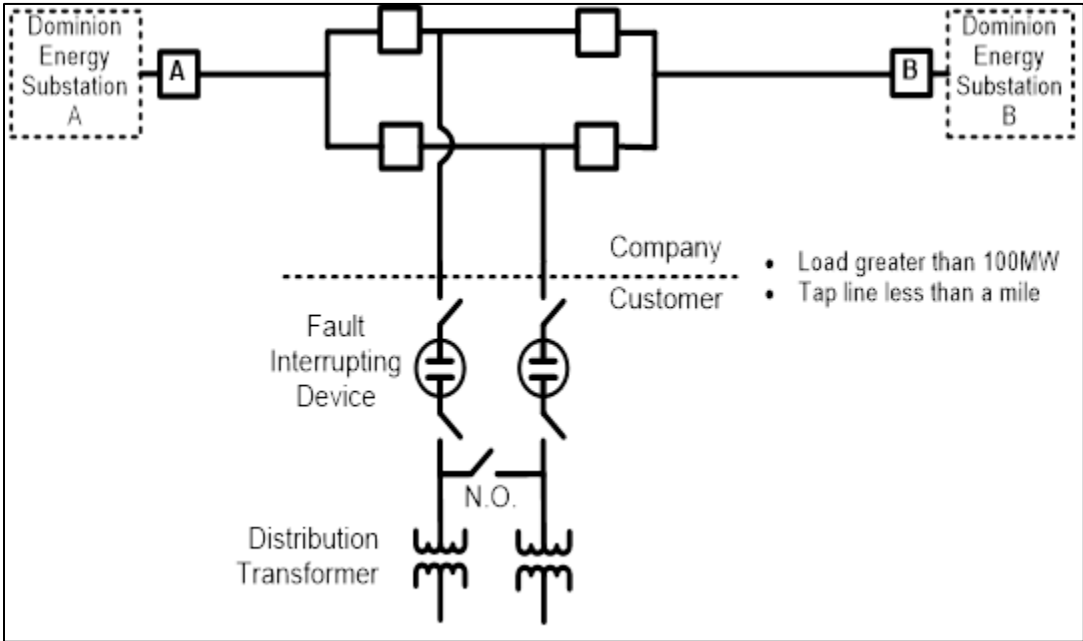 Dominion
Energy
Substation
A
A
B
Dominion
Energy
Substation
B
Company
Customer
• Load greater than 100MW
• Tap line less than a mile
Fault
Interrupting
Device
N.O.
Distribution
Transformer